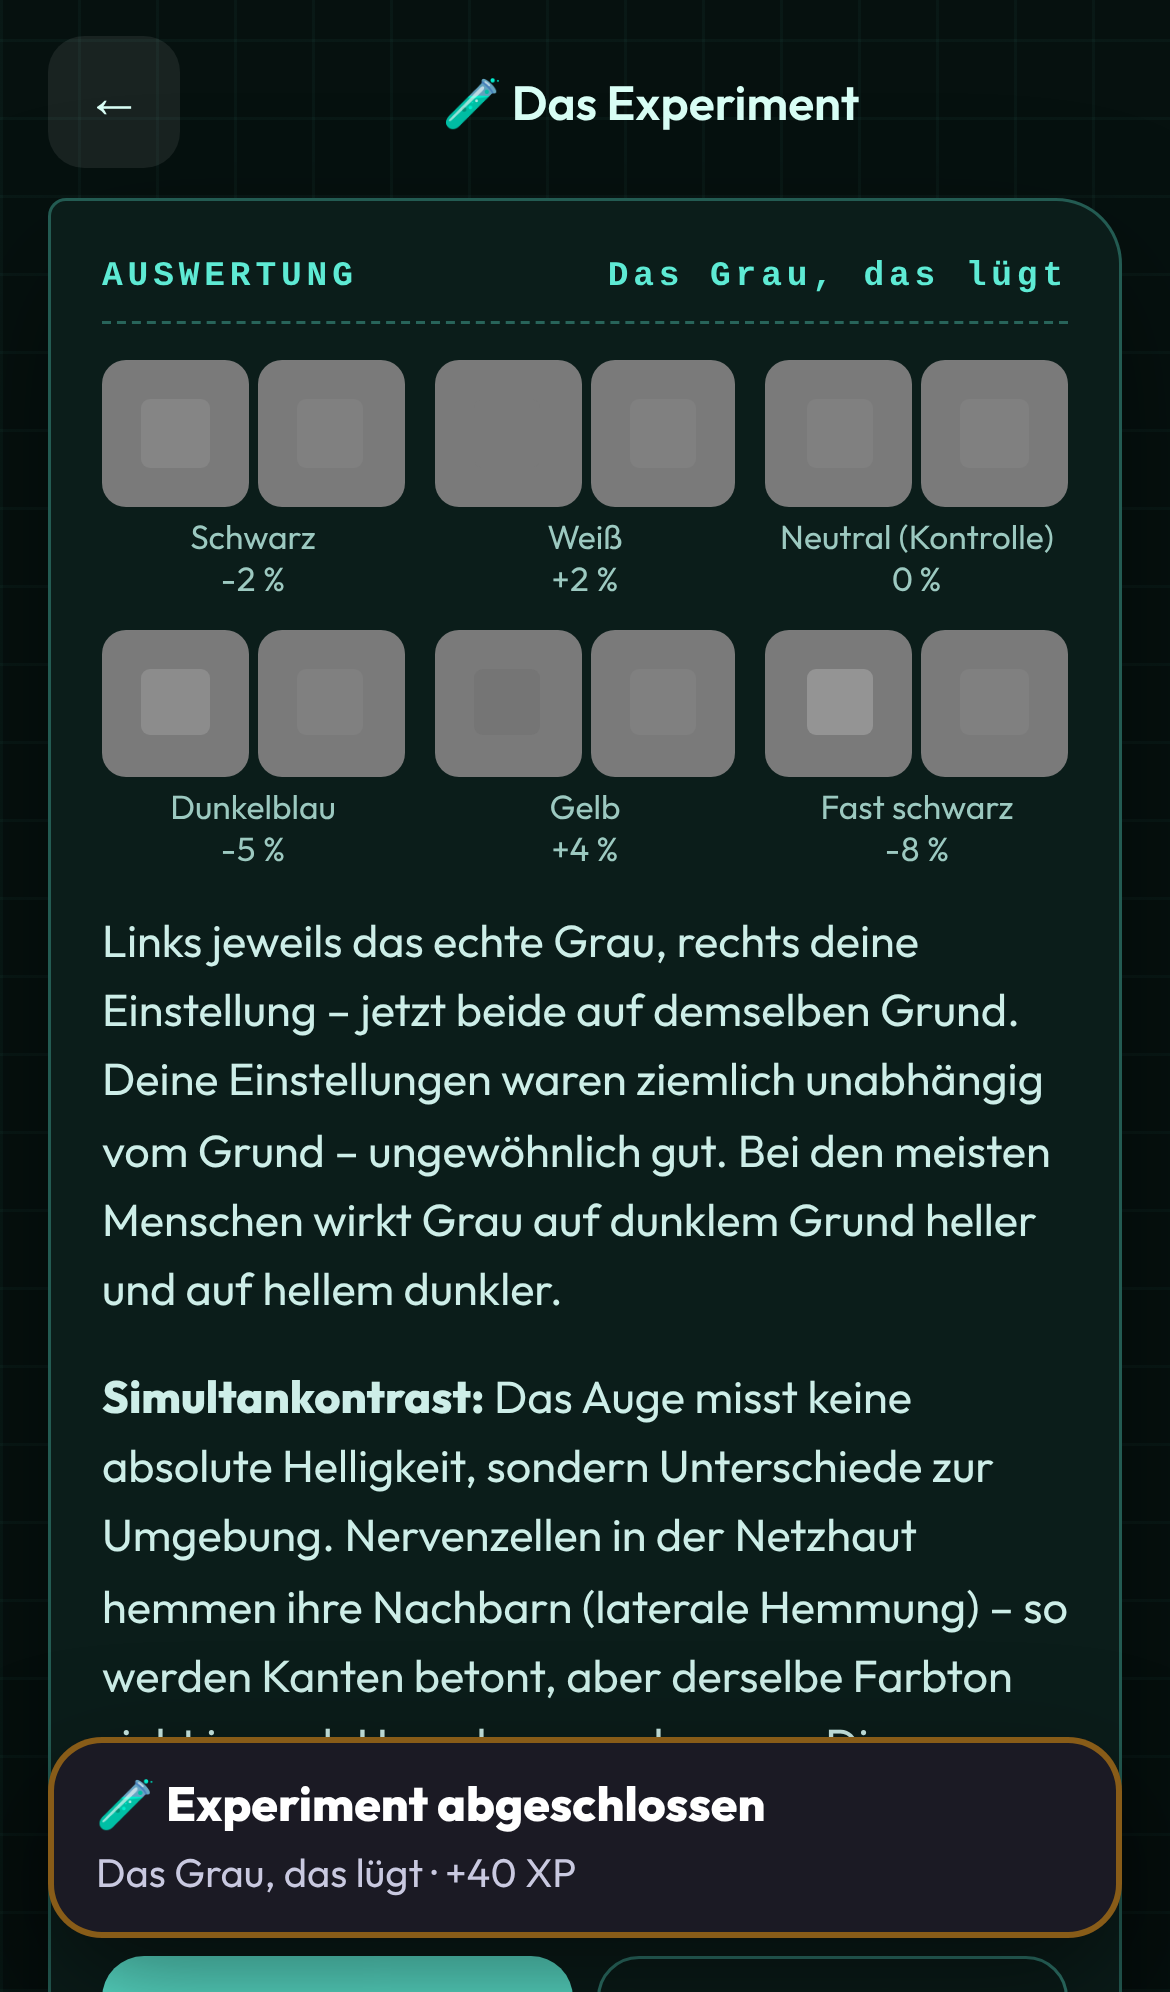 ←
🧪 Das Experiment
AUSWERTUNG Das Grau, das lügt
Schwarz Weiß Neutral (Kontrolle)
-2 % +2 % 0 %
Dunkelblau Gelb Fast schwarz
-5 % +4 % -8 %
Links jeweils das echte Grau, rechts deine
Einstellung – jetzt beide auf demselben Grund.
Deine Einstellungen waren ziemlich unabhängig
vom Grund – ungewöhnlich gut. Bei den meisten
Menschen wirkt Grau auf dunklem Grund heller
und auf hellem dunkler.
Simultankontrast: Das Auge misst keine
absolute Helligkeit, sondern Unterschiede zur
Umgebung. Nervenzellen in der Netzhaut
hemmen ihre Nachbarn (laterale Hemmung) – so
werden Kanten betont, aber derselbe Farbton
🧪 Experiment abgeschlossen
Das Grau, das lügt · +40 XP